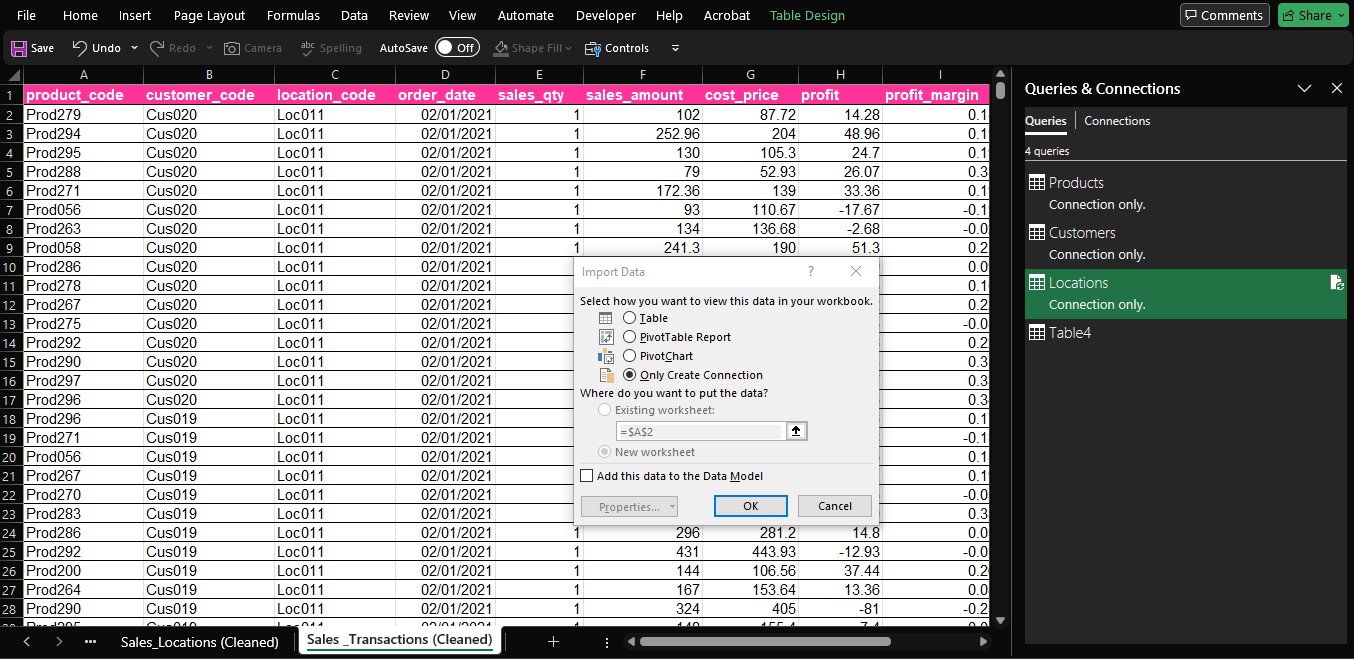 File Home Insert Page Layout Formulas Data Review View Automate Developer Help Acrobat Table Design Comments Share
Save Undo Redo Camera abc Spelling AutoSave Off Shape Fill Controls
A B C D E F G H I
1 product_code customer_code location_code order_date sales_qty sales_amount cost_price profit profit_margin
2 Prod279 Cus020 Loc011 02/01/2021 1 102 87.72 14.28 0.1
3 Prod294 Cus020 Loc011 02/01/2021 1 252.96 204 48.96 0.1
4 Prod295 Cus020 Loc011 02/01/2021 1 130 105.3 24.7 0.
5 Prod288 Cus020 Loc011 02/01/2021 1 79 52.93 26.07 0.3
6 Prod271 Cus020 Loc011 02/01/2021 1 172.36 139 33.36 0.1
7 Prod056 Cus020 Loc011 02/01/2021 1 93 110.67 -17.67 -0.1
8 Prod263 Cus020 Loc011 02/01/2021 1 134 136.68 -2.68 -0.0
9 Prod058 Cus020 Loc011 02/01/2021 1 241.3 190 51.3 0.2
10 Prod286 Cus020 Loc011 02/01/2021 0.0
11 Prod278 Cus020 Loc011 02/01/2021 0.1
12 Prod267 Cus020 Loc011 02/01/2021 0.2
13 Prod275 Cus020 Loc011 02/01/2021 -0.0
14 Prod292 Cus020 Loc011 02/01/2021 0.2
15 Prod290 Cus020 Loc011 02/01/2021 0.3
16 Prod297 Cus020 Loc011 02/01/2021 0.3
17 Prod296 Cus020 Loc011 02/01/2021 0.3
18 Prod296 Cus019 Loc011 02/01/2021 0.1
19 Prod271 Cus019 Loc011 02/01/2021 -0.1
20 Prod056 Cus019 Loc011 02/01/2021 0.1
21 Prod267 Cus019 Loc011 02/01/2021 0.1
22 Prod270 Cus019 Loc011 02/01/2021 -0.0
23 Prod283 Cus019 Loc011 02/01/2021 0.3
24 Prod286 Cus019 Loc011 02/01/2021 1 296 281.2 14.8 0.0
25 Prod292 Cus019 Loc011 02/01/2021 1 431 443.93 -12.93 -0.0
26 Prod200 Cus019 Loc011 02/01/2021 1 144 106.56 37.44 0.2
27 Prod264 Cus019 Loc011 02/01/2021 1 167 153.64 13.36 0.0
28 Prod290 Cus019 Loc011 02/01/2021 1 324 405 -81 -0.2
Import Data ?
Select how you want to view this data in your workbook.
Table
PivotTable Report
PivotChart
Only Create Connection
Where do you want to put the data?
Existing worksheet:
=$A$2
New worksheet
Add this data to the Data Model
Properties... OK Cancel
Queries & Connections
Queries Connections
4 queries
Products
Connection only.
Customers
Connection only.
Locations
Connection only.
Table4
Sales_Locations (Cleaned) Sales _Transactions (Cleaned)